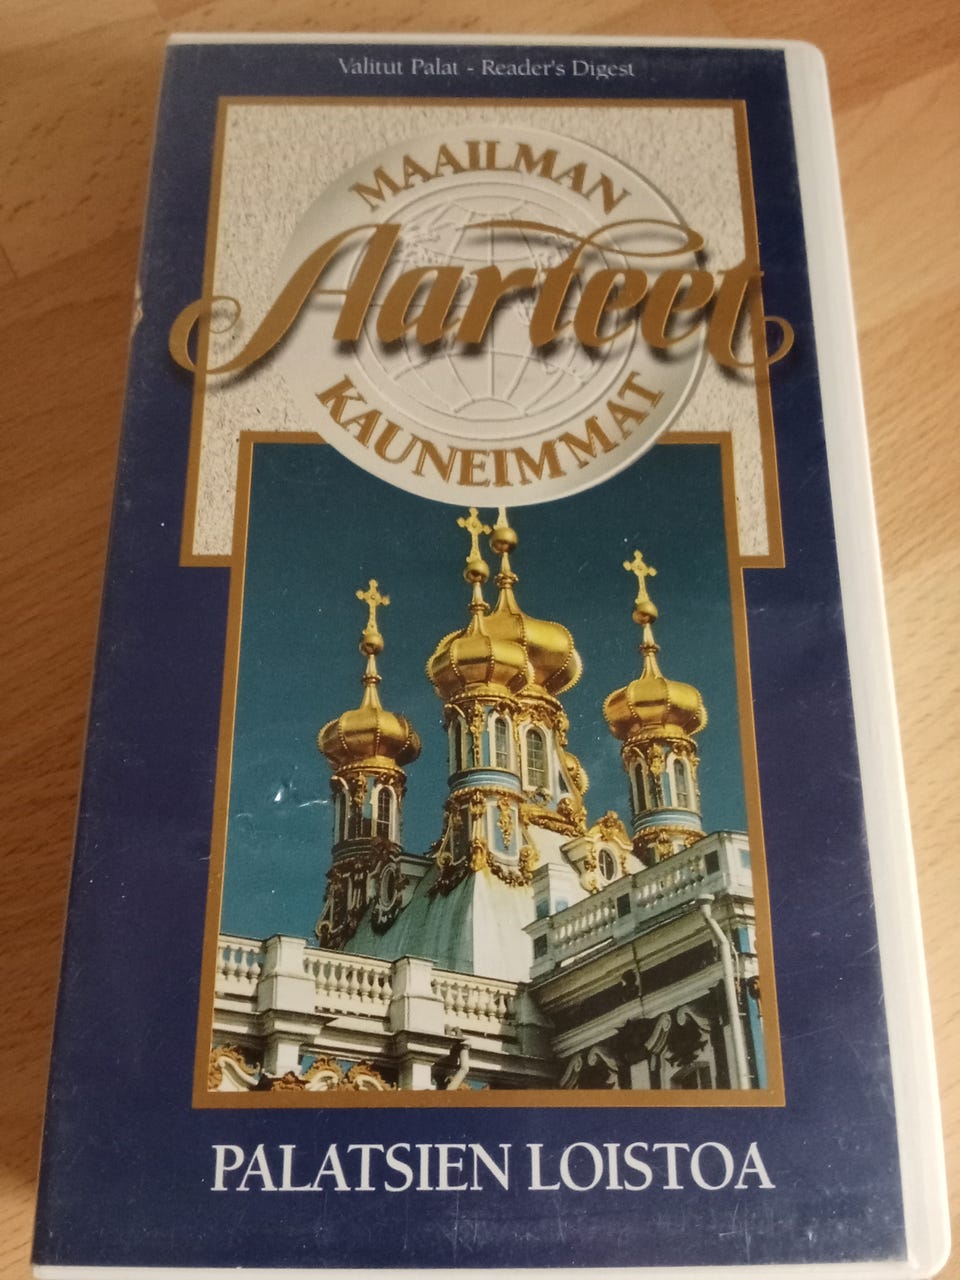 Valitut Palat - Reader's Digest
MAAILMAN
Aarteet
KAUNEIMMAT
PALATSIEN LOISTOA